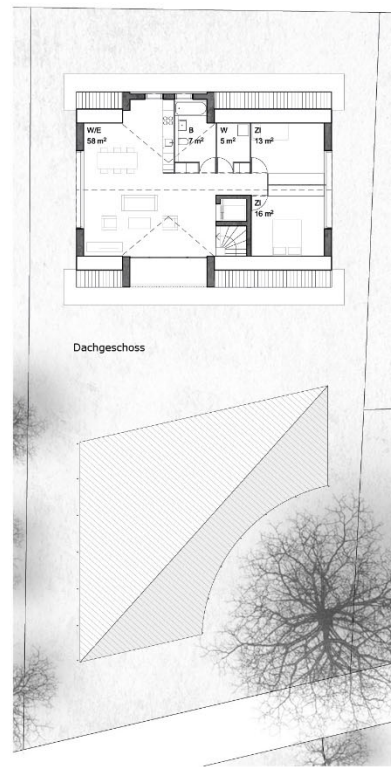 W/E
58 m²
B
7 m²
W
5 m²
ZI
13 m²
ZI
16 m²
Dachgeschoss